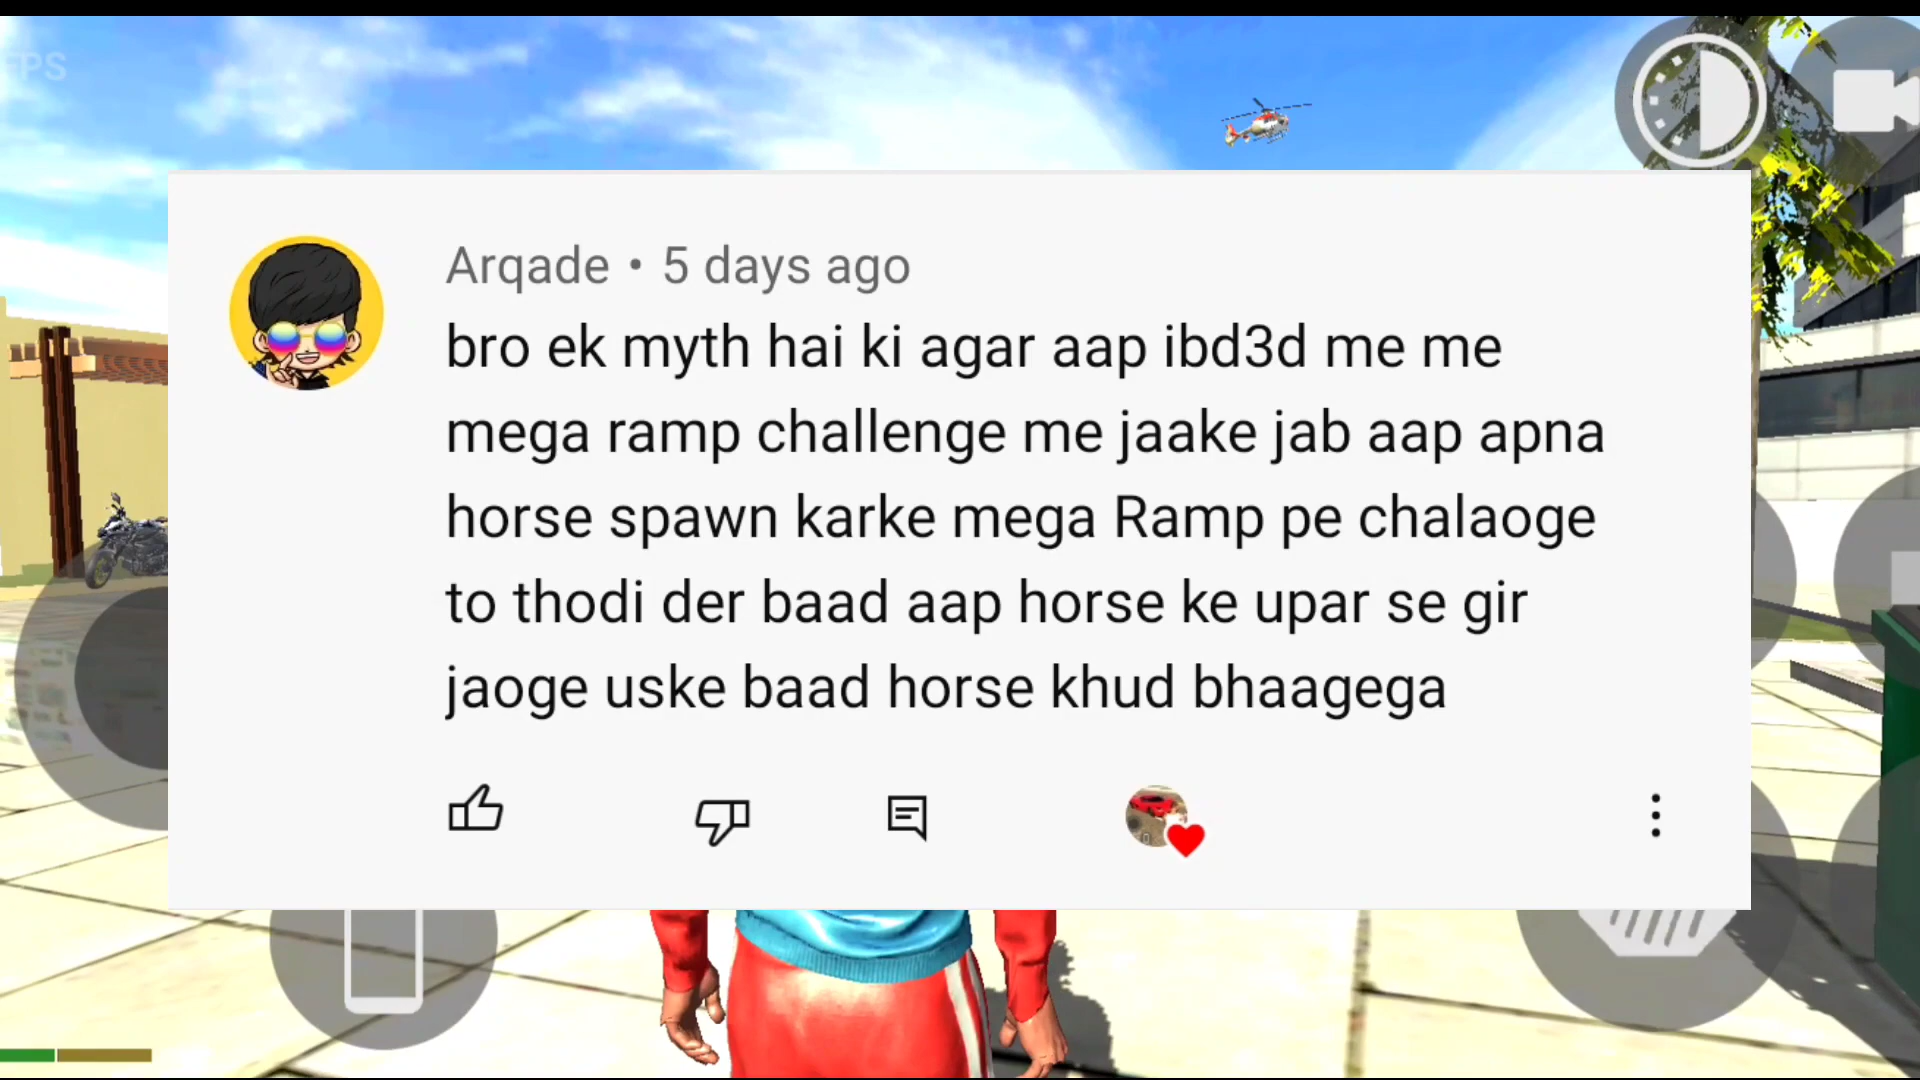 FPS
Arqade • 5 days ago
bro ek myth hai ki agar aap ibd3d me me
mega ramp challenge me jaake jab aap apna
horse spawn karke mega Ramp pe chalaoge
to thodi der baad aap horse ke upar se gir
jaoge uske baad horse khud bhaagega